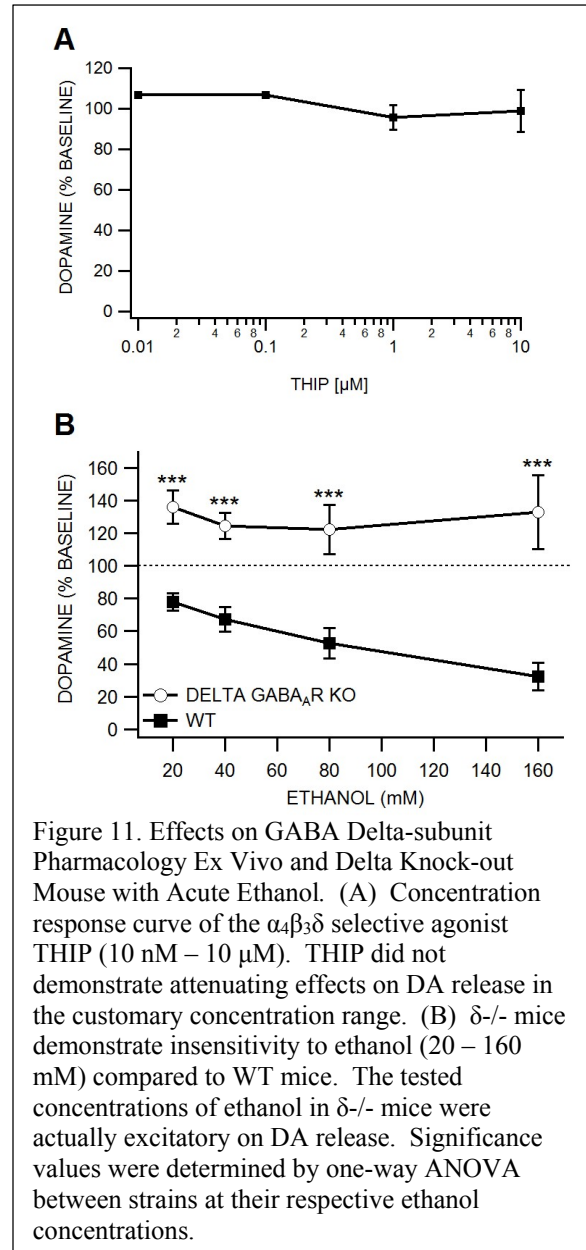 A
120
100
80
60
40
20
0
DOPAMINE (% BASELINE)
0.01 2 4 6 8 0.1 2 4 6 8 1 2 4 6 8 10
THIP [µM]
B
160
140
120
100
80
60
40
20
0
DOPAMINE (% BASELINE)
*** *** *** ***
DELTA GABA_AR KO
WT
20 40 60 80 100 120 140 160
ETHANOL (mM)
Figure 11. Effects on GABA Delta-subunit
Pharmacology Ex Vivo and Delta Knock-out
Mouse with Acute Ethanol. (A) Concentration
response curve of the α₄β₃δ selective agonist
THIP (10 nM – 10 µM). THIP did not
demonstrate attenuating effects on DA release in
the customary concentration range. (B) δ-/- mice
demonstrate insensitivity to ethanol (20 – 160
mM) compared to WT mice. The tested
concentrations of ethanol in δ-/- mice were
actually excitatory on DA release. Significance
values were determined by one-way ANOVA
between strains at their respective ethanol
concentrations.